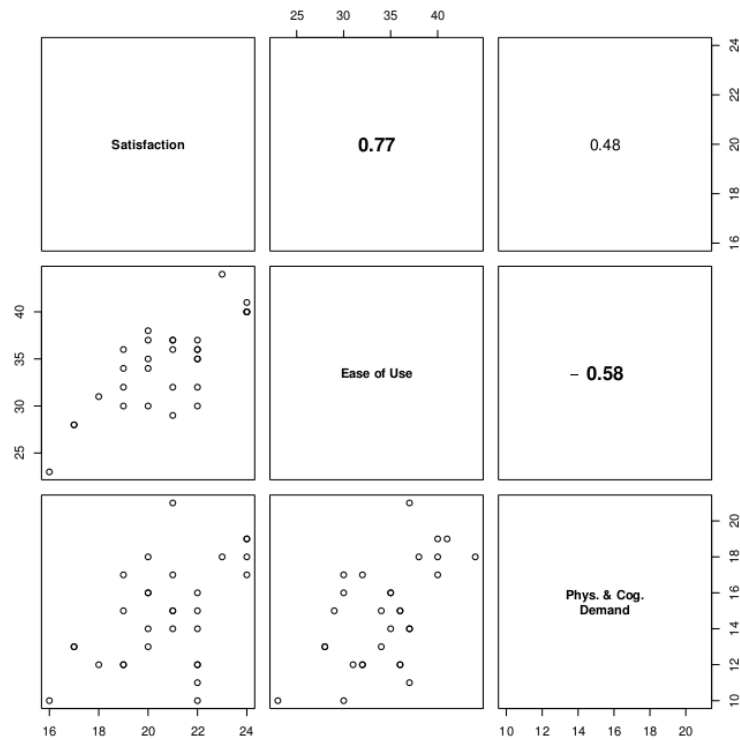 25 30 35 40
Satisfaction
0.77
0.48
16 18 20 22 24
25 30 35 40
Ease of Use
– 0.58
Phys. & Cog.
Demand
10 12 14 16 18 20
16 18 20 22 24
10 12 14 16 18 20